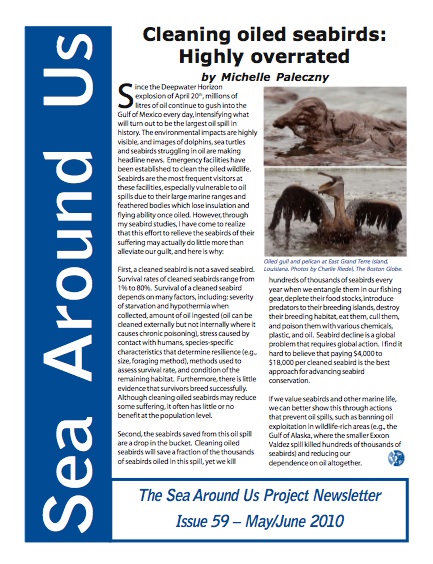 Sea Around Us
Cleaning oiled seabirds:
Highly overrated
by Michelle Paleczny
Since the Deepwater Horizon
explosion of April 20th, millions of
litres of oil continue to gush into the
Gulf of Mexico every day, intensifying what
will turn out to be the largest oil spill in
history. The environmental impacts are highly
visible, and images of dolphins, sea turtles
and seabirds struggling in oil are making
headline news. Emergency facilities have
been established to clean the oiled wildlife.
Seabirds are the most frequent visitors at
these facilities, especially vulnerable to oil
spills due to their large marine ranges and
feathered bodies which lose insulation and
flying ability once oiled. However, through
my seabird studies, I have come to realize
that this effort to relieve the seabirds of their
suffering may actually do little more than
alleviate our guilt, and here is why:
First, a cleaned seabird is not a saved seabird.
Survival rates of cleaned seabirds range from
1% to 80%. Survival of a cleaned seabird
depends on many factors, including; severity
of starvation and hypothermia when
collected, amount of oil ingested (oil can be
cleaned externally but not internally where it
causes chronic poisoning), stress caused by
contact with humans, species-specific
characteristics that determine resilience (e.g.,
size, foraging method), methods used to
assess survival rate, and condition of the
remaining habitat. Furthermore, there is little
evidence that survivors breed successfully.
Although cleaning oiled seabirds may reduce
some suffering, it often has little or no
benefit at the population level.
Second, the seabirds saved from this oil spill
are a drop in the bucket. Cleaning oiled
seabirds will save a fraction of the thousands
of seabirds oiled in this spill, yet we kill
Oiled gull and pelican at East Grand Terre Island,
Louisiana. Photos by Charlie Riedel, The Boston Globe.
hundreds of thousands of seabirds every
year when we entangle them in our fishing
gear, deplete their food stocks, introduce
predators to their breeding islands, destroy
their breeding habitat, eat them, cull them,
and poison them with various chemicals,
plastic, and oil. Seabird decline is a global
problem that requires global action. I find it
hard to believe that paying $4,000 to
$18,000 per cleaned seabird is the best
approach for advancing seabird
conservation.
If we value seabirds and other marine life,
we can better show this through actions
that prevent oil spills, such as banning oil
exploitation in wildlife-rich areas (e.g., the
Gulf of Alaska, where the smaller Exxon
Valdez spill killed hundreds of thousands of
seabirds) and reducing our
dependence on oil altogether.
The Sea Around Us Project Newsletter
Issue 59 – May/June 2010